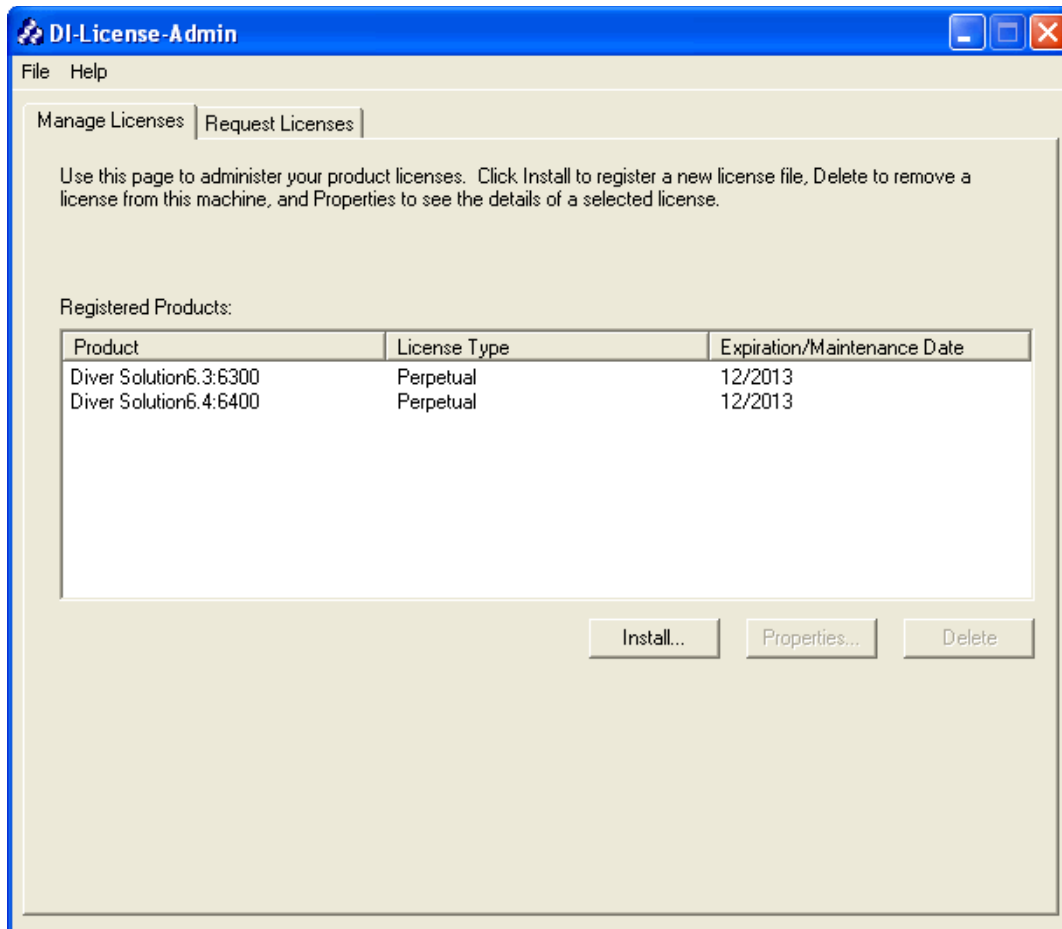 DI-License-Admin
File Help
Manage Licenses Request Licenses
Use this page to administer your product licenses. Click Install to register a new license file, Delete to remove a
license from this machine, and Properties to see the details of a selected license.
Registered Products:
Product License Type Expiration/Maintenance Date
Diver Solution6.3:6300 Perpetual 12/2013
Diver Solution6.4:6400 Perpetual 12/2013
Install... Properties... Delete